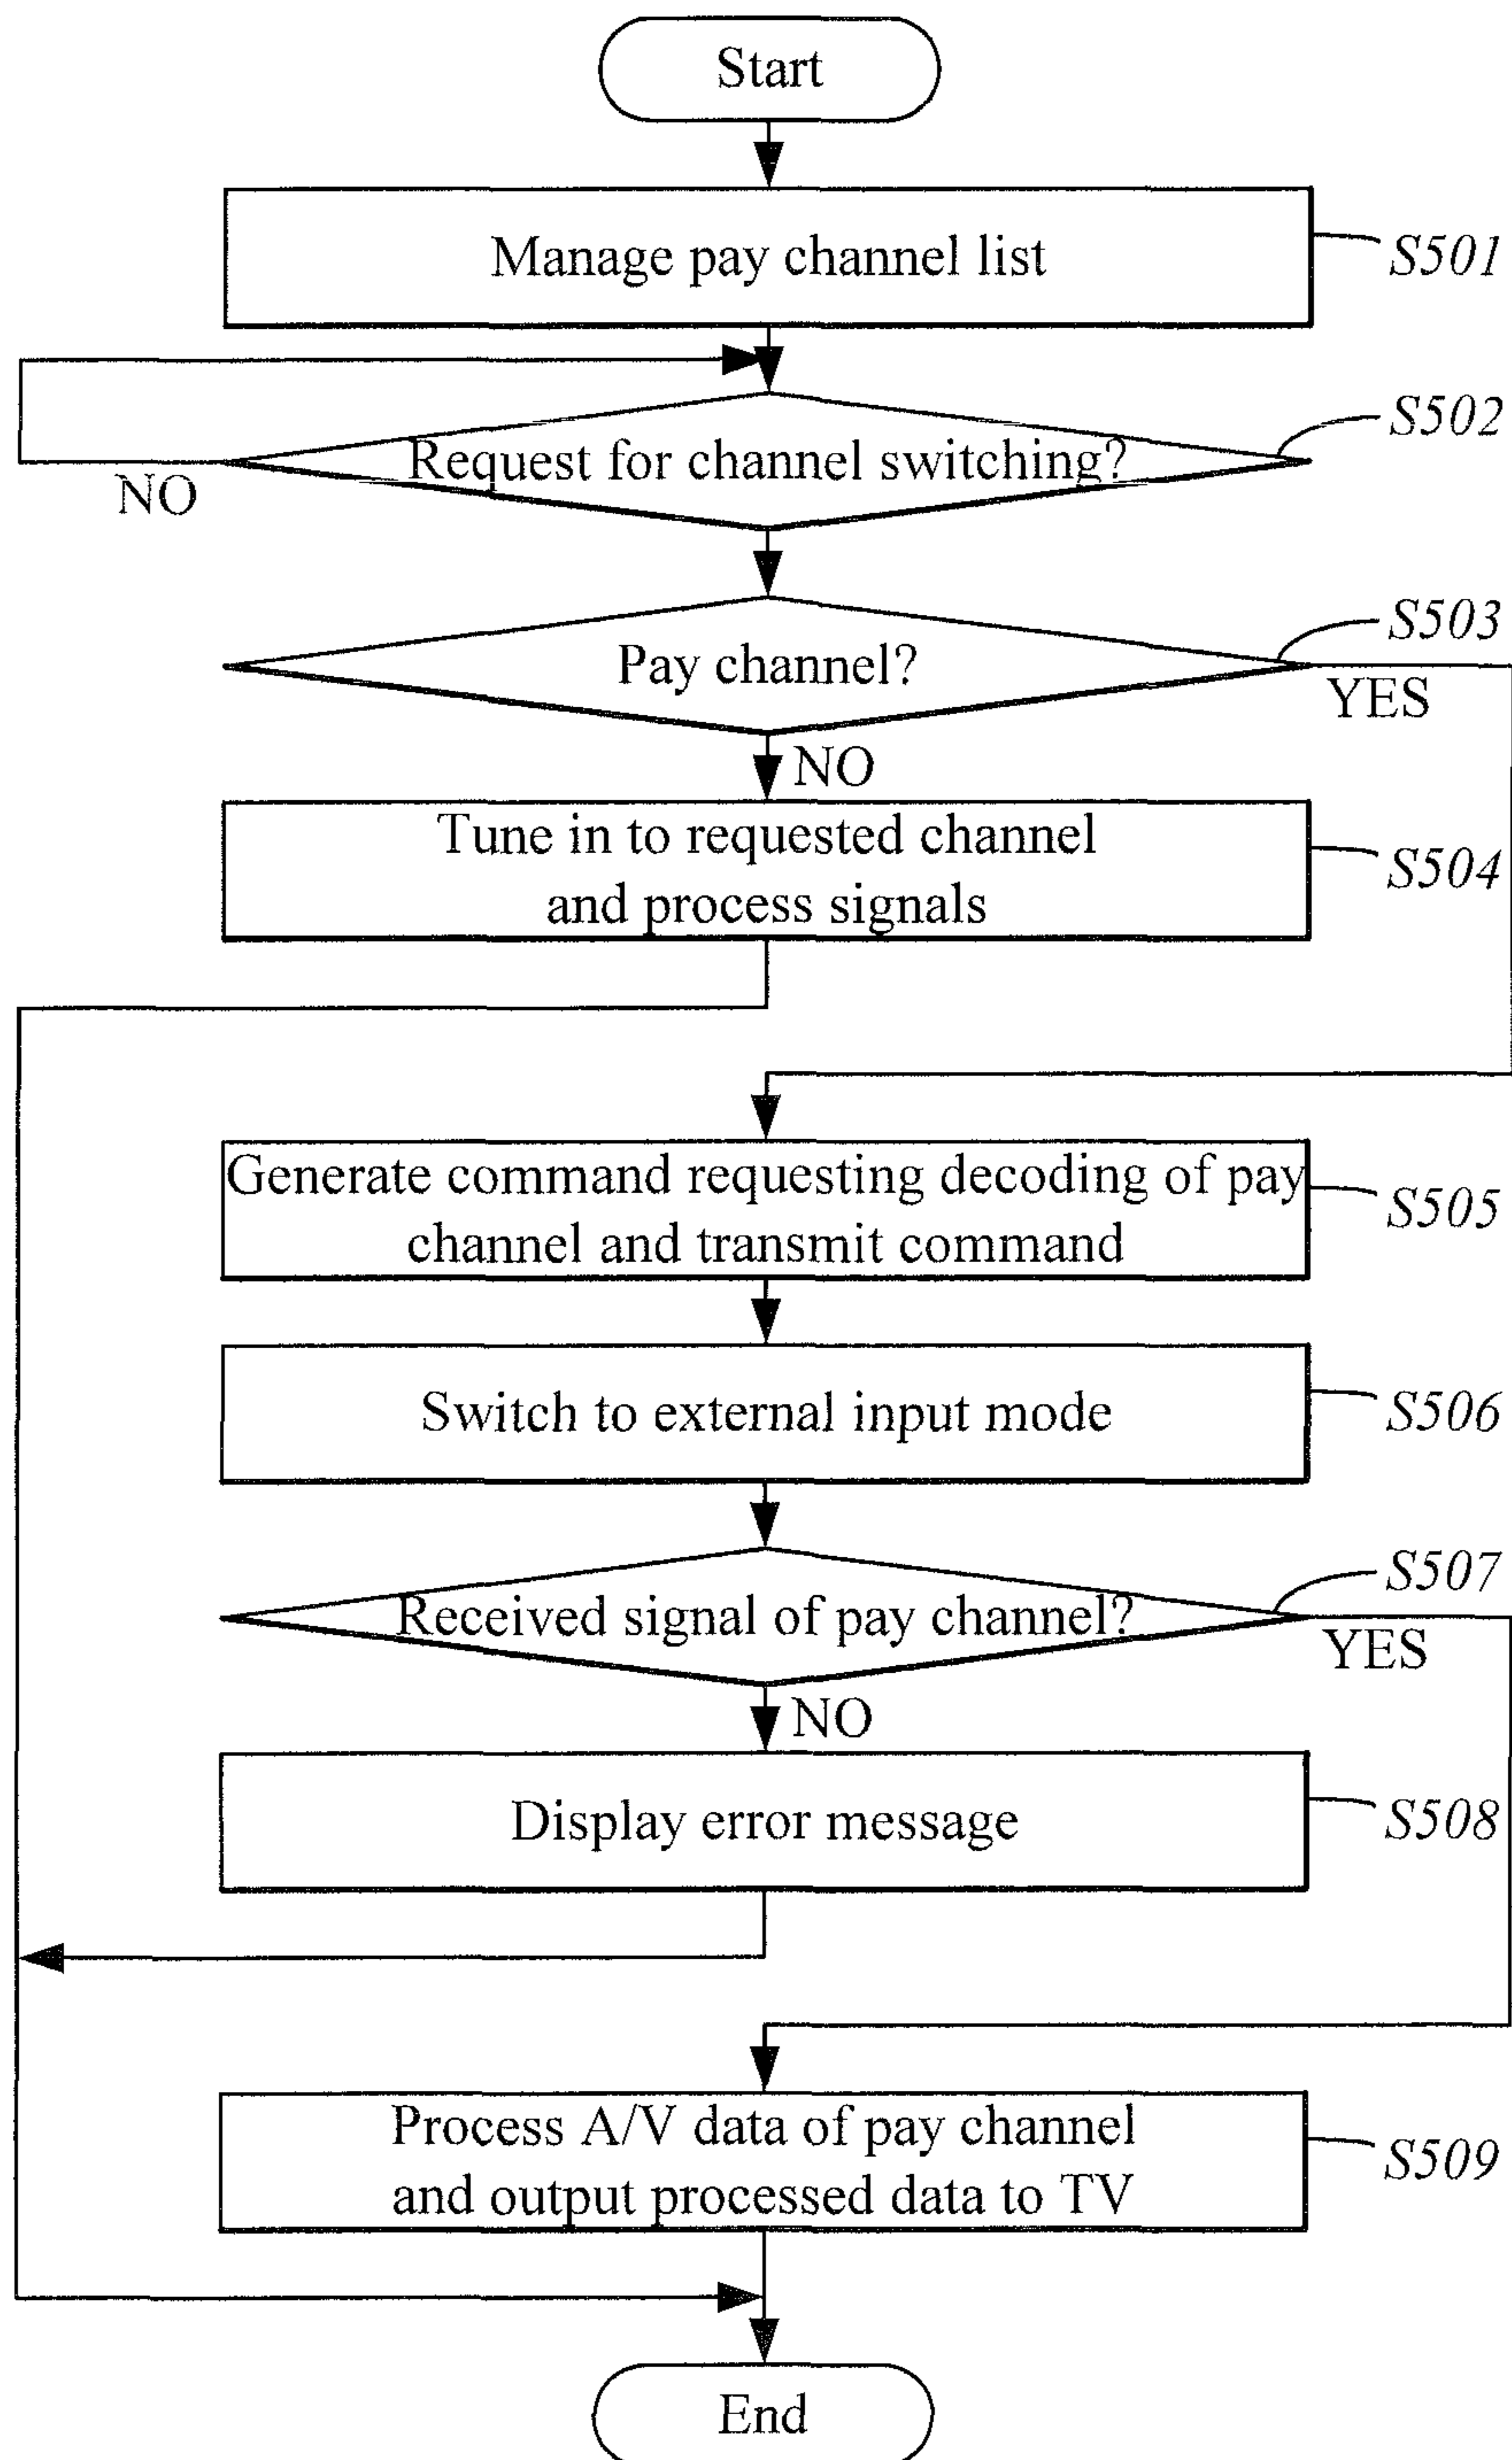 Start
Manage pay channel list
S501
Request for channel switching?
S502
NO
Pay channel?
S503
YES
NO
Tune in to requested channel
and process signals
S504
Generate command requesting decoding of pay
channel and transmit command
S505
Switch to external input mode
S506
Received signal of pay channel?
S507
YES
NO
Display error message
S508
Process A/V data of pay channel
and output processed data to TV
S509
End